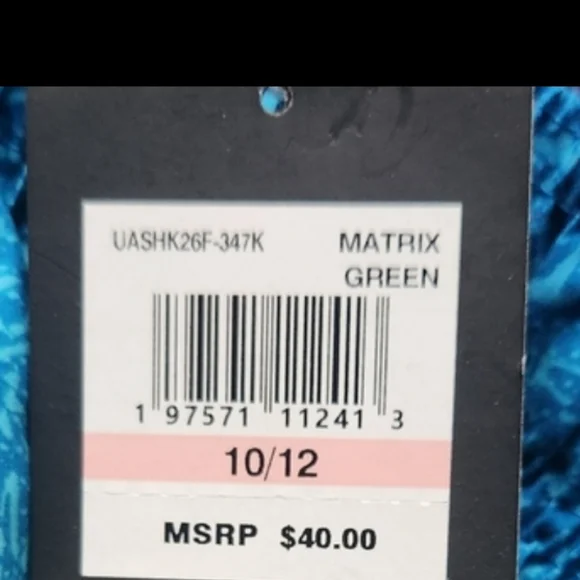 UASHK26F-347K MATRIX
GREEN
1 97571 11241 3
10/12
MSRP $40.00